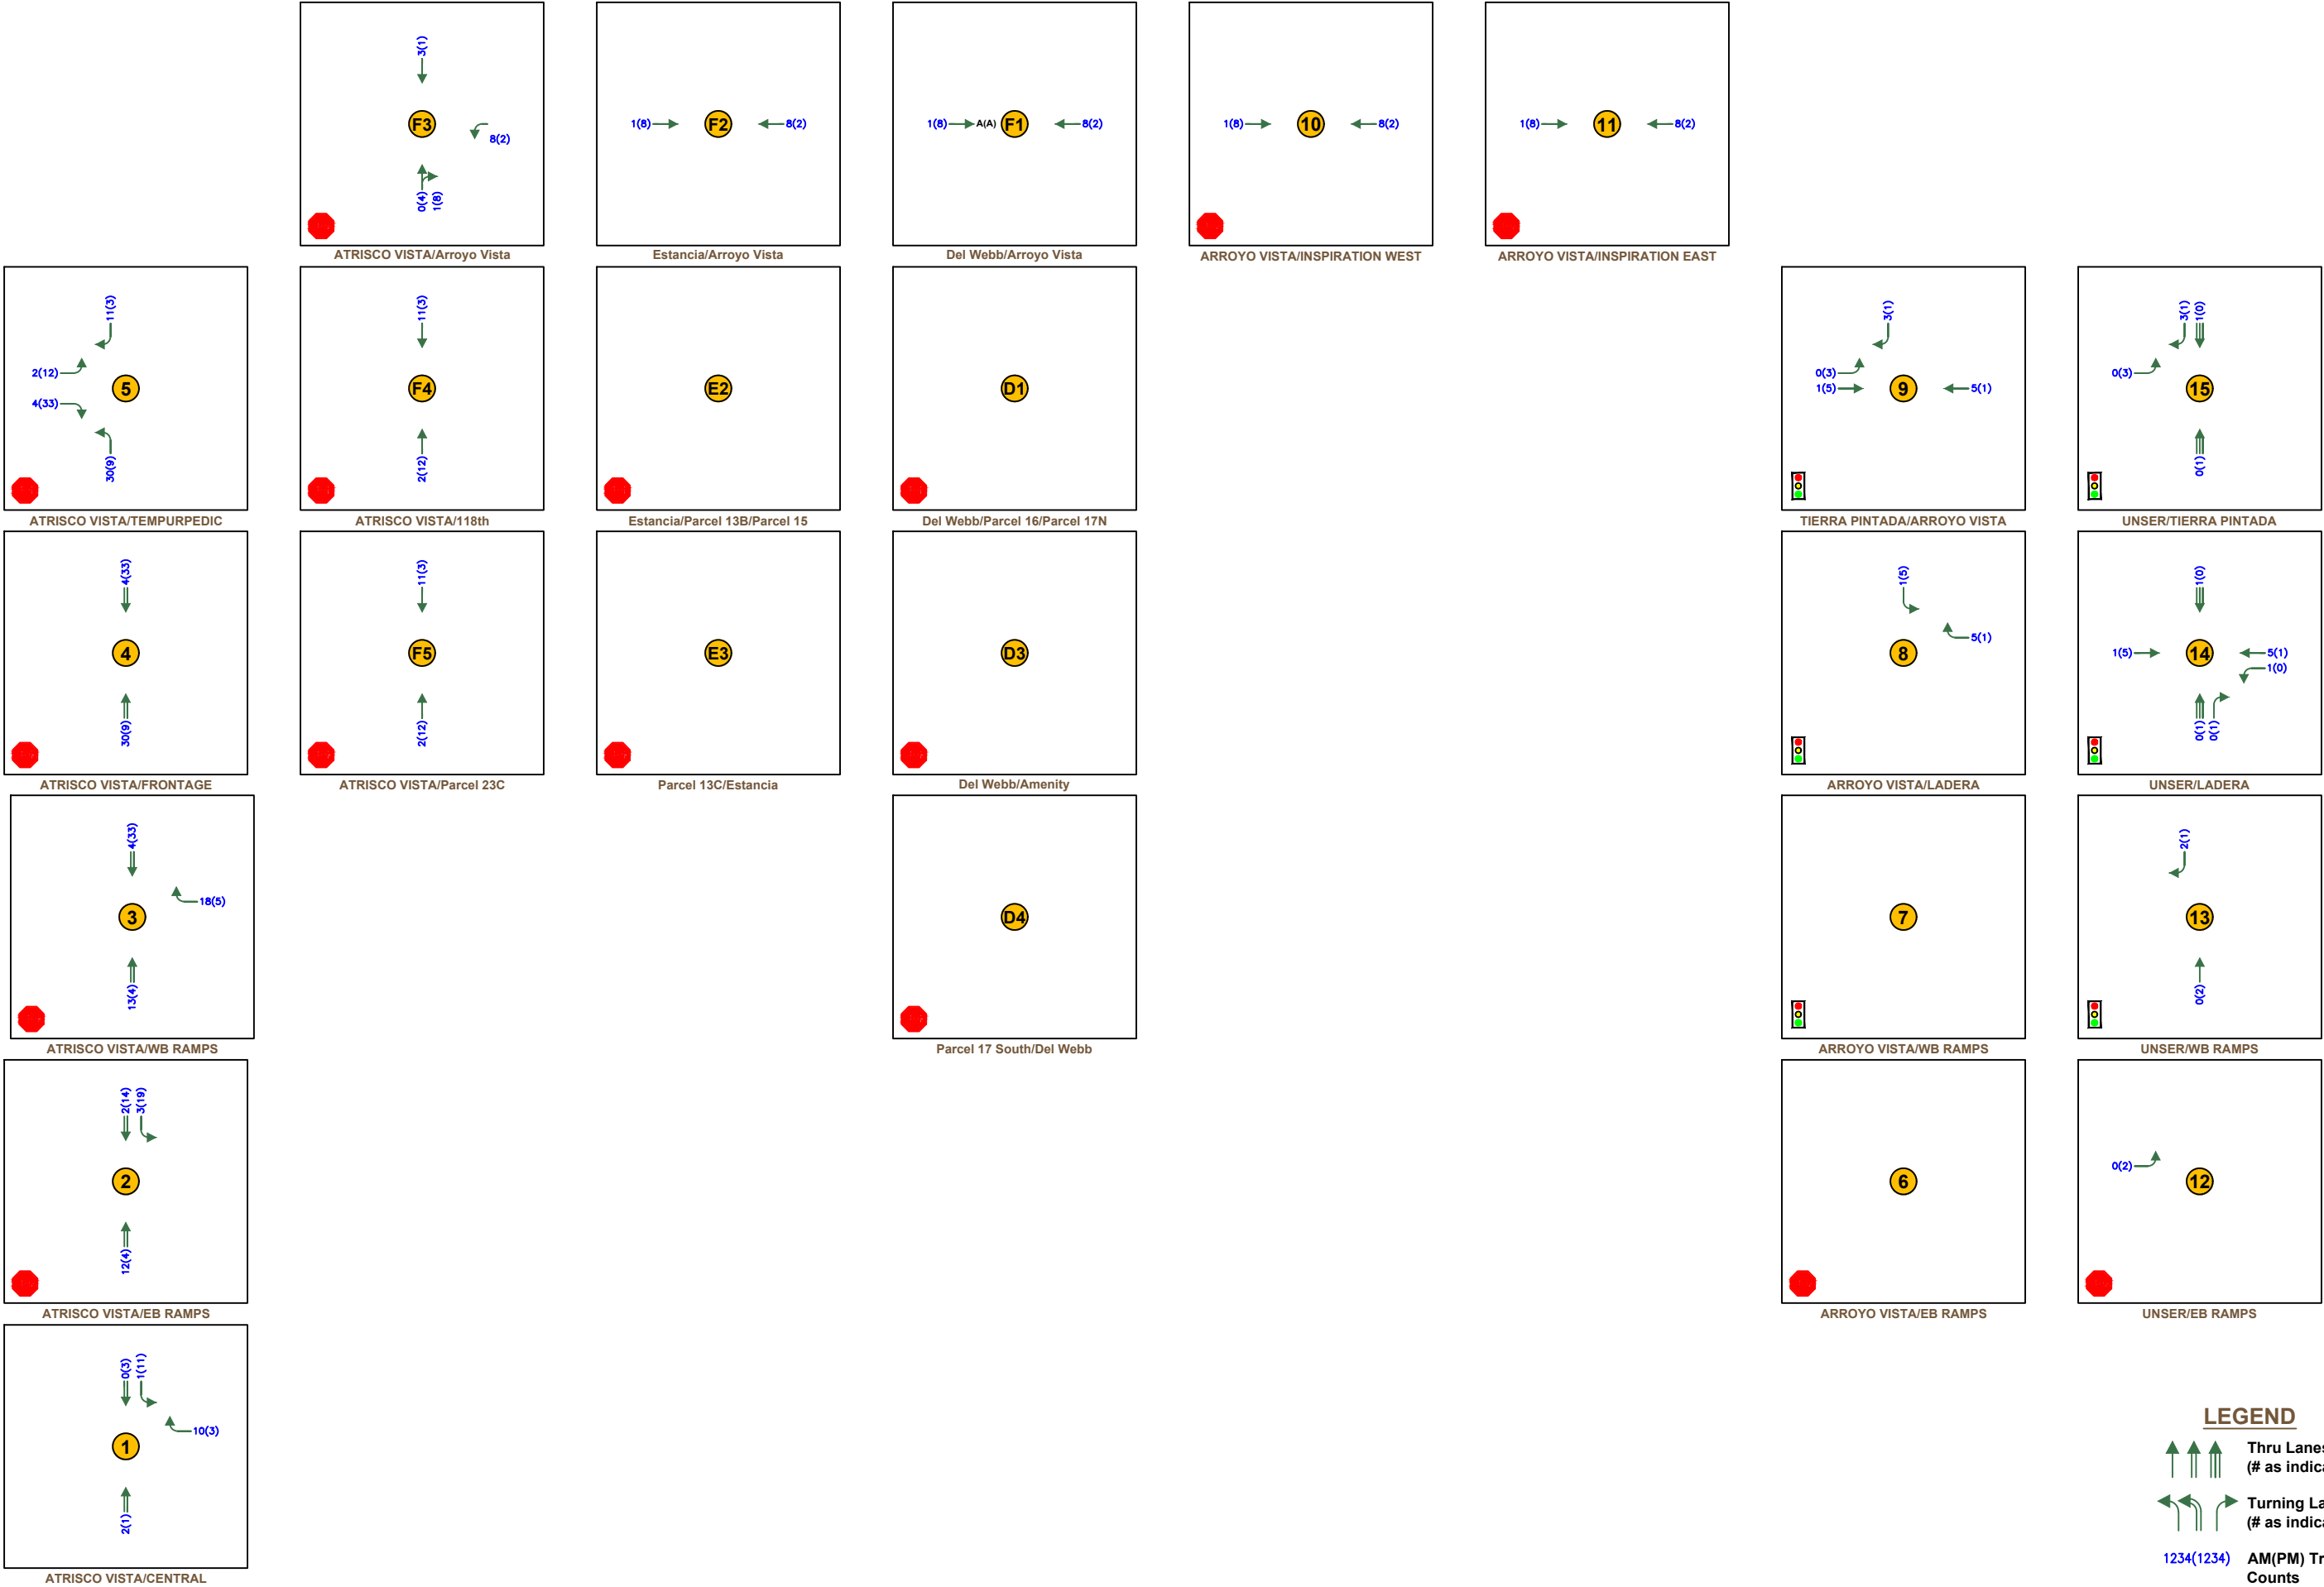 3(1)
F3
8(2)
0(4)
1(8)
ATRISCO VISTA/Arroyo Vista
1(8)
F2
8(2)
Estancia/Arroyo Vista
1(8)
A(A)
F1
8(2)
Del Webb/Arroyo Vista
1(8)
10
8(2)
ARROYO VISTA/INSPIRATION WEST
1(8)
11
8(2)
ARROYO VISTA/INSPIRATION EAST
11(3)
2(12)
5
4(33)
30(9)
ATRISCO VISTA/TEMPURPEDIC
11(3)
F4
2(12)
ATRISCO VISTA/118th
E2
Estancia/Parcel 13B/Parcel 15
D1
Del Webb/Parcel 16/Parcel 17N
3(1)
0(3)
1(5)
9
5(1)
TIERRA PINTADA/ARROYO VISTA
3(1)
1(0)
0(3)
15
0(1)
UNSER/TIERRA PINTADA
4(33)
4
30(9)
ATRISCO VISTA/FRONTAGE
11(3)
F5
2(12)
ATRISCO VISTA/Parcel 23C
E3
Parcel 13C/Estancia
D3
Del Webb/Amenity
1(5)
5(1)
8
ARROYO VISTA/LADERA
1(0)
1(5)
14
5(1)
1(0)
0(1)
0(1)
UNSER/LADERA
4(33)
18(5)
3
13(4)
ATRISCO VISTA/WB RAMPS
D4
Parcel 17 South/Del Webb
7
ARROYO VISTA/WB RAMPS
2(1)
13
0(2)
UNSER/WB RAMPS
2(14)
3(19)
2
12(4)
ATRISCO VISTA/EB RAMPS
6
ARROYO VISTA/EB RAMPS
0(2)
12
UNSER/EB RAMPS
0(3)
1(11)
10(3)
1
2(1)
ATRISCO VISTA/CENTRAL
LEGEND
Thru Lanes
(# as indica
Turning La
(# as indica
1234(1234) AM(PM) Tr
Counts